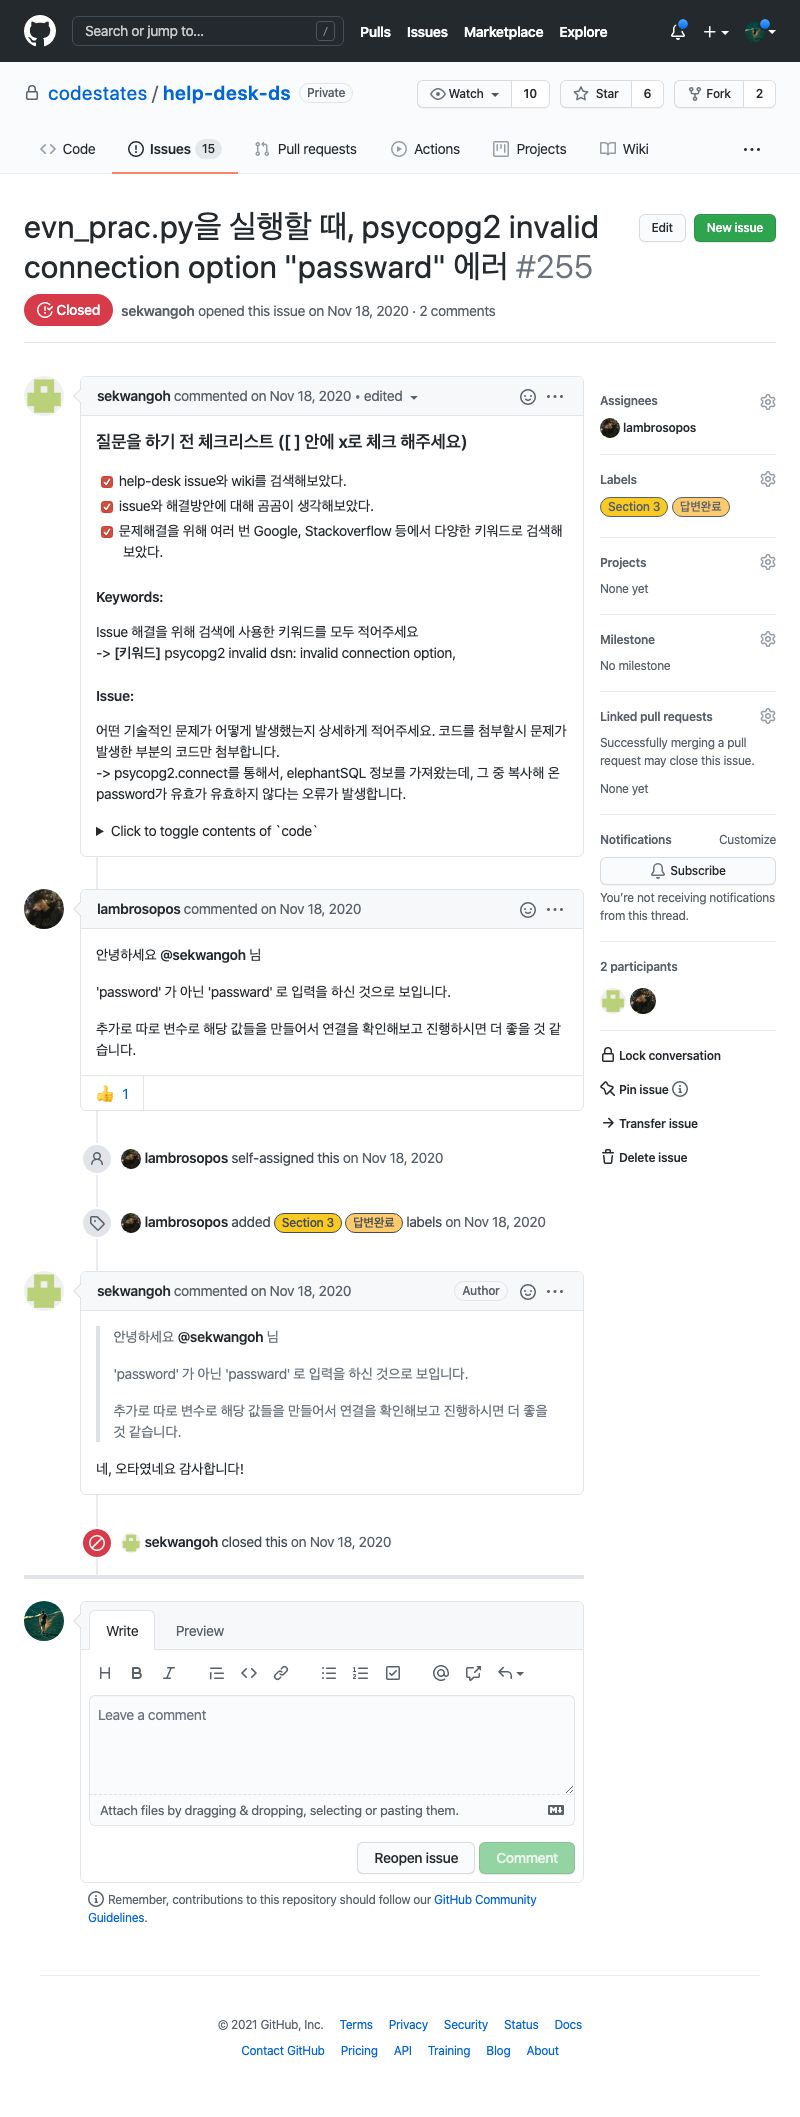 Search or jump to... /
Pulls Issues Marketplace Explore
codestates / help-desk-ds Private
Watch 10 Star 6 Fork 2
Code Issues 15 Pull requests Actions Projects Wiki ...
evn_prac.py을 실행할 때, psycopg2 invalid
connection option "passward" 에러 #255
Edit New issue
Closed sekwangoh opened this issue on Nov 18, 2020 · 2 comments
sekwangoh commented on Nov 18, 2020 • edited
질문을 하기 전 체크리스트 ([ ] 안에 x로 체크 해주세요)
help-desk issue와 wiki를 검색해보았다.
issue와 해결방안에 대해 곰곰이 생각해보았다.
문제해결을 위해 여러 번 Google, Stackoverflow 등에서 다양한 키워드로 검색해
보았다.
Keywords:
Issue 해결을 위해 검색에 사용한 키워드를 모두 적어주세요
-> [키워드] psycopg2 invalid dsn: invalid connection option,
Issue:
어떤 기술적인 문제가 어떻게 발생했는지 상세하게 적어주세요. 코드를 첨부할시 문제가
발생한 부분의 코드만 첨부합니다.
-> psycopg2.connect를 통해서, elephantSQL 정보를 가져왔는데, 그 중 복사해 온
password가 유효가 유효하지 않다는 오류가 발생합니다.
Click to toggle contents of `code`
lambrosopos commented on Nov 18, 2020
안녕하세요 @sekwangoh 님
'password' 가 아닌 'passward' 로 입력을 하신 것으로 보입니다.
추가로 따로 변수로 해당 값들을 만들어서 연결을 확인해보고 진행하시면 더 좋을 것 같
습니다.
👍 1
lambrosopos self-assigned this on Nov 18, 2020
lambrosopos added Section 3 답변완료 labels on Nov 18, 2020
sekwangoh commented on Nov 18, 2020 Author
안녕하세요 @sekwangoh 님
'password' 가 아닌 'passward' 로 입력을 하신 것으로 보입니다.
추가로 따로 변수로 해당 값들을 만들어서 연결을 확인해보고 진행하시면 더 좋을
것 같습니다.
네, 오타였네요 감사합니다!
sekwangoh closed this on Nov 18, 2020
Write Preview
H B I
Leave a comment
Attach files by dragging & dropping, selecting or pasting them.
Reopen issue Comment
Remember, contributions to this repository should follow our GitHub Community
Guidelines.
Assignees
lambrosopos
Labels
Section 3 답변완료
Projects
None yet
Milestone
No milestone
Linked pull requests
Successfully merging a pull
request may close this issue.
None yet
Notifications Customize
Subscribe
You're not receiving notifications
from this thread.
2 participants
Lock conversation
Pin issue
Transfer issue
Delete issue
© 2021 GitHub, Inc. Terms Privacy Security Status Docs
Contact GitHub Pricing API Training Blog About